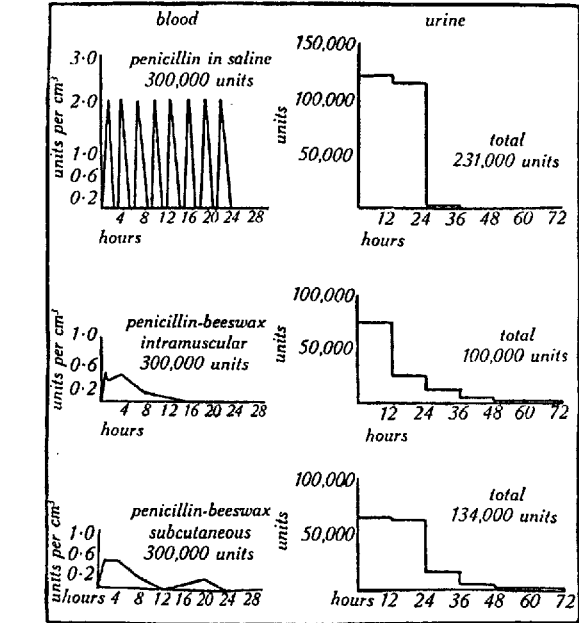 blood
urine
3·0
2·0
1·0
0·6
0·2
units per cm³
penicillin in saline
300,000 units
4 8 12 16 20 24 28
hours
150,000
100,000
50,000
units
total
231,000 units
12 24 36 48 60 72
hours
1·0
0·6
0·2
units per cm³
penicillin-beeswax
intramuscular
300,000 units
4 8 12 16 20 24 28
hours
100,000
50,000
units
total
100,000 units
12 24 36 48 60 72
hours
1·0
0·6
0·2
units per cm³
penicillin-beeswax
subcutaneous
300,000 units
hours 4 8 12 16 20 24 28
100,000
50,000
units
total
134,000 units
hours 12 24 36 48 60 72